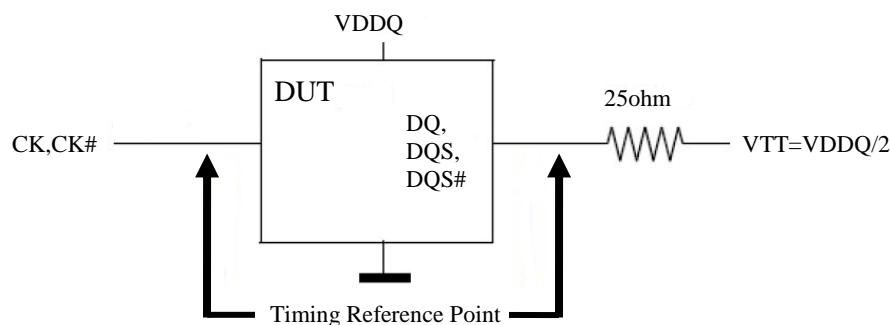 VDDQ
DUT
25ohm
CK,CK#
DQ,
DQS,
DQS#
VTT=VDDQ/2
Timing Reference Point